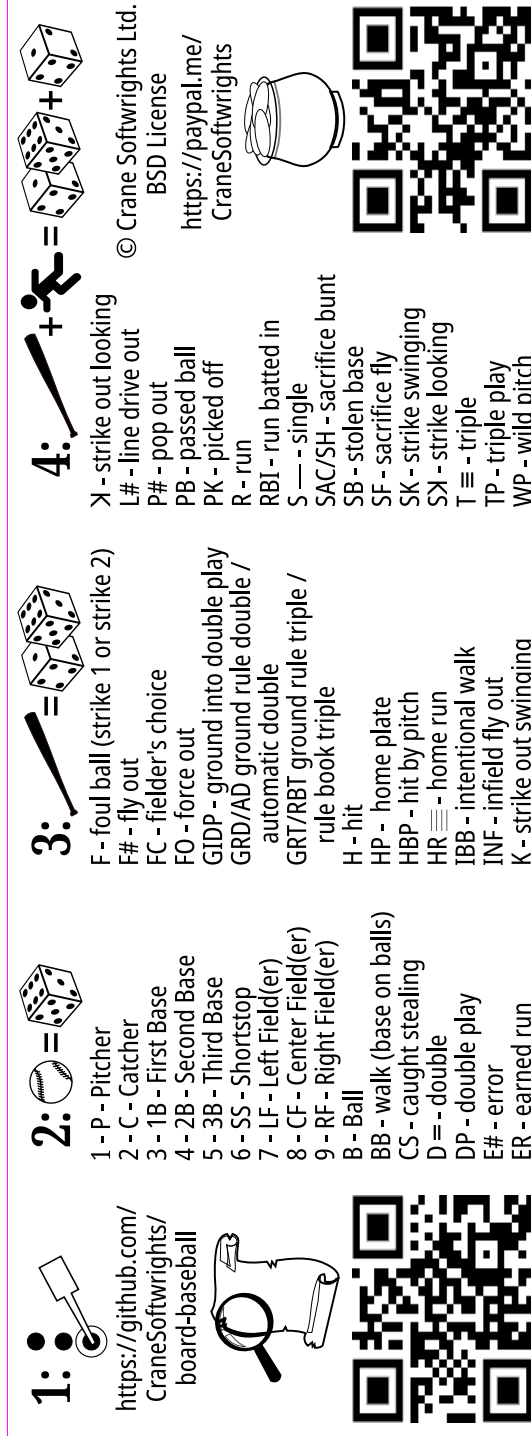 1:
https://github.com/
CraneSoftwrights/
board-baseball
2: =
1 - P - Pitcher
2 - C - Catcher
3 - 1B - First Base
4 - 2B - Second Base
5 - 3B - Third Base
6 - SS - Shortstop
7 - LF - Left Field(er)
8 - CF - Center Field(er)
9 - RF - Right Field(er)
B - Ball
BB - walk (base on balls)
CS - caught stealing
D = - double
DP - double play
E# - error
ER - earned run
3: =
F - foul ball (strike 1 or strike 2)
F# - fly out
FC - fielder's choice
FO - force out
GIDP - ground into double play
GRD/AD ground rule double /
automatic double
GRT/RBT ground rule triple /
rule book triple
H - hit
HP - home plate
HBP - hit by pitch
HR 𝌆 - home run
IBB - intentional walk
INF - infield fly out
K - strike out swinging
4: + = +
ꓘ - strike out looking
L# - line drive out
P# - pop out
PB - passed ball
PK - picked off
R - run
RBI - run batted in
S — - single
SAC/SH - sacrifice bunt
SB - stolen base
SF - sacrifice fly
SK - strike swinging
Sꓘ - strike looking
T ≡ - triple
TP - triple play
WP - wild pitch
© Crane Softwrights Ltd.
BSD License
https://paypal.me/
CraneSoftwrights